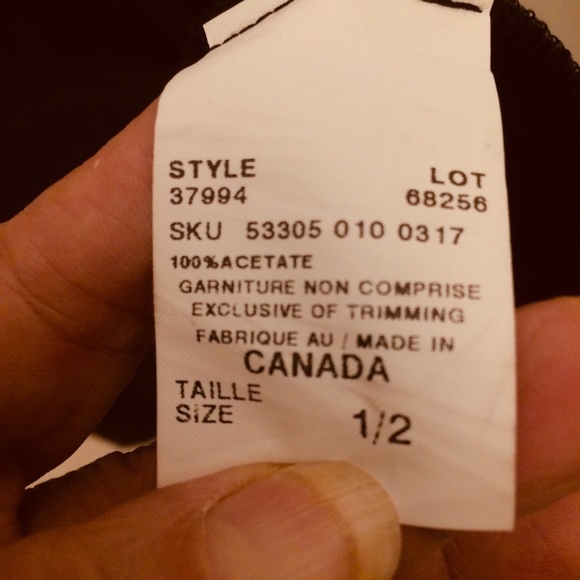 STYLE LOT
37994 68256
SKU 53305 010 0317
100%ACETATE
GARNITURE NON COMPRISE
EXCLUSIVE OF TRIMMING
FABRIQUE AU / MADE IN
CANADA
TAILLE
SIZE 1/2